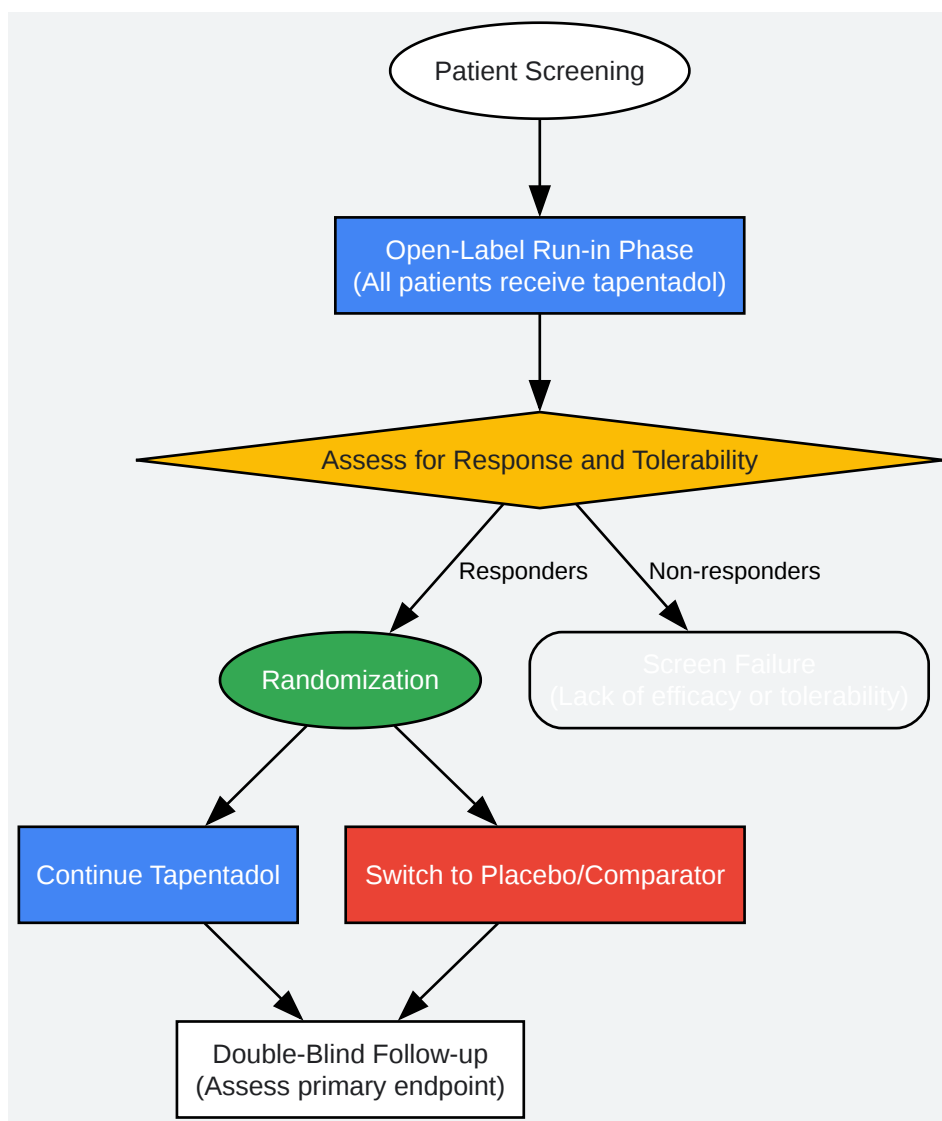 Patient Screening
Open-Label Run-in Phase
(All patients receive tapentadol)
Assess for Response and Tolerability
Responders
Non-responders
Randomization
Screen Failure
(Lack of efficacy or tolerability)
Continue Tapentadol
Switch to Placebo/Comparator
Double-Blind Follow-up
(Assess primary endpoint)